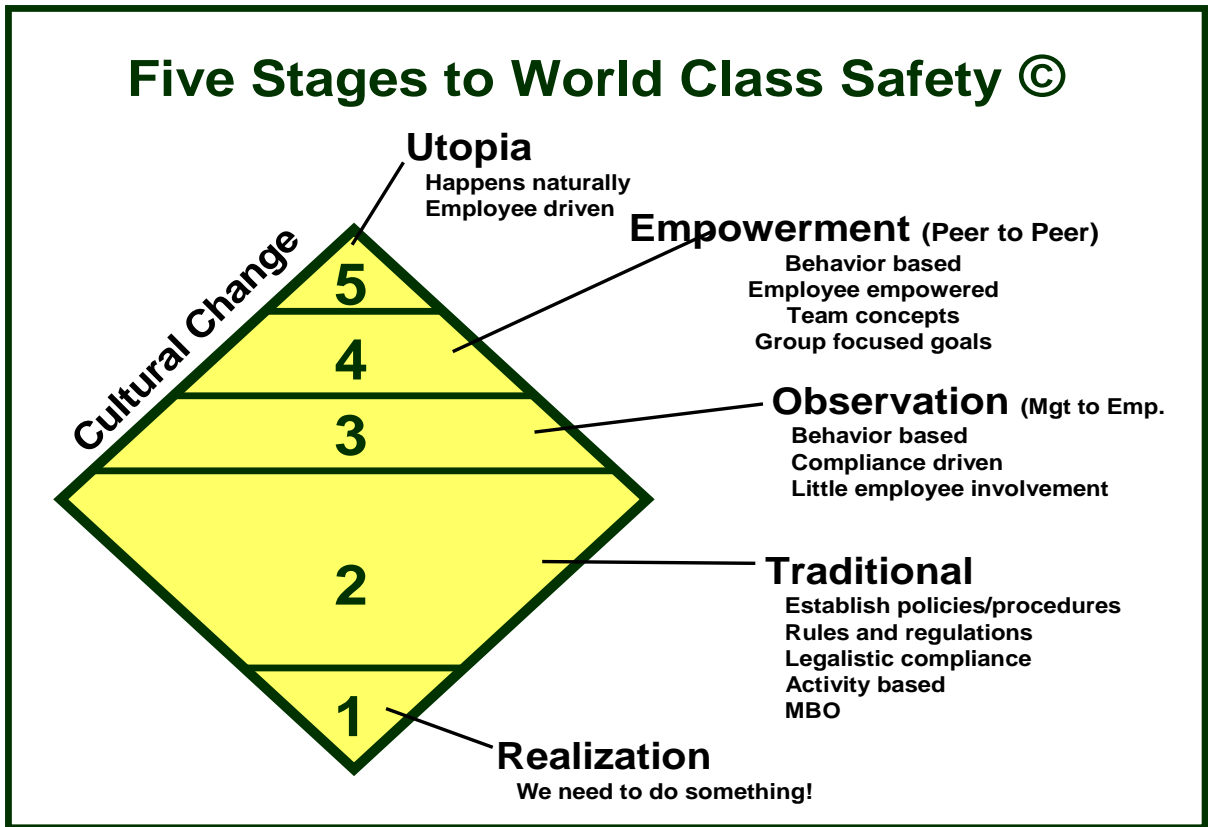 Five Stages to World Class Safety ©
Utopia
Happens naturally
Employee driven
Empowerment (Peer to Peer)
Behavior based
Employee empowered
Team concepts
Group focused goals
Cultural Change
5
4
3
2
1
Observation (Mgt to Emp.
Behavior based
Compliance driven
Little employee involvement
Traditional
Establish policies/procedures
Rules and regulations
Legalistic compliance
Activity based
MBO
Realization
We need to do something!